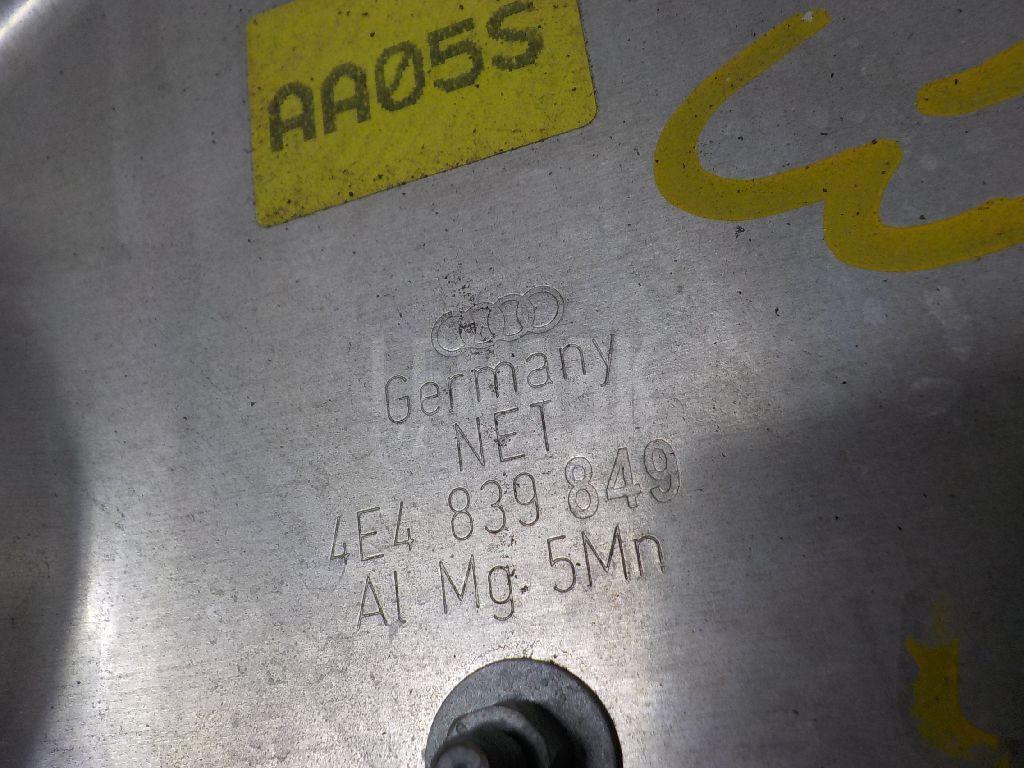 AA05S
Germany
NET
4E4 839 849
Al Mg 5Mn